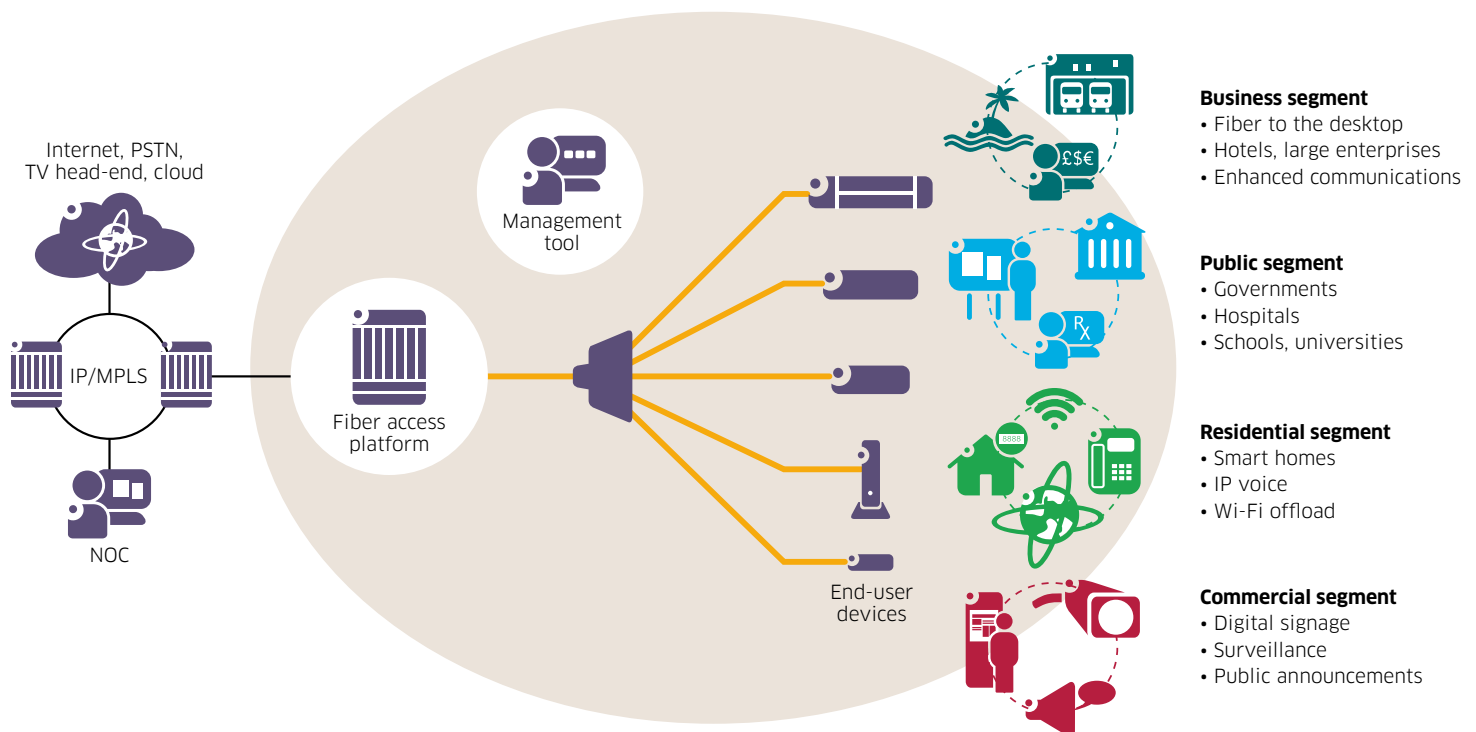 Internet, PSTN,
TV head-end, cloud
IP/MPLS
NOC
Management
tool
Fiber access
platform
End-user
devices
£$€
Rx
8888
Business segment
• Fiber to the desktop
• Hotels, large enterprises
• Enhanced communications
Public segment
• Governments
• Hospitals
• Schools, universities
Residential segment
• Smart homes
• IP voice
• Wi-Fi offload
Commercial segment
• Digital signage
• Surveillance
• Public announcements